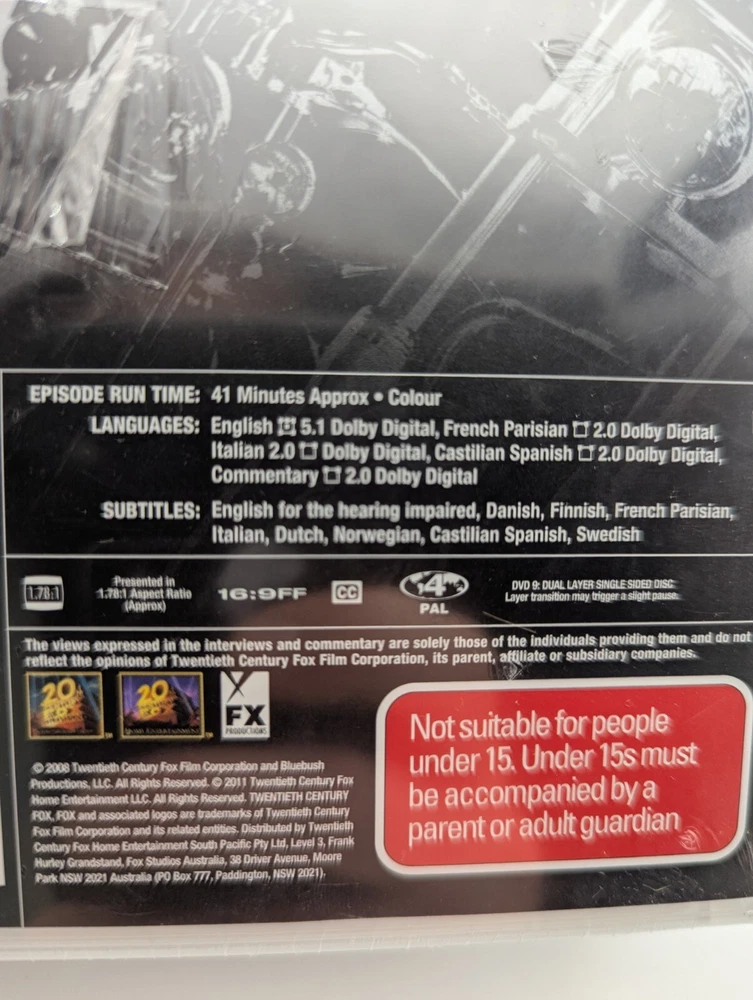 EPISODE RUN TIME: 41 Minutes Approx • Colour
LANGUAGES: English 5.1 Dolby Digital, French Parisian 2.0 Dolby Digital,
Italian 2.0 Dolby Digital, Castilian Spanish 2.0 Dolby Digital,
Commentary 2.0 Dolby Digital
SUBTITLES: English for the hearing impaired, Danish, Finnish, French Parisian,
Italian, Dutch, Norwegian, Castilian Spanish, Swedish
1.78:1
Presented in
1.78:1 Aspect Ratio
(Approx)
16:9FF
CC
4
PAL
DVD 9: DUAL LAYER SINGLE SIDED DISC
Layer transition may trigger a slight pause.
The views expressed in the interviews and commentary are solely those of the individuals providing them and do not
reflect the opinions of Twentieth Century Fox Film Corporation, its parent, affiliate or subsidiary companies.
20
20
HOME ENTERTAINMENT
FX
PRODUCTIONS
© 2008 Twentieth Century Fox Film Corporation and Bluebush
Productions, LLC. All Rights Reserved. © 2011 Twentieth Century Fox
Home Entertainment LLC. All Rights Reserved. TWENTIETH CENTURY
FOX, FOX and associated logos are trademarks of Twentieth Century
Fox Film Corporation and its related entities. Distributed by Twentieth
Century Fox Home Entertainment South Pacific Pty Ltd, Level 3, Frank
Hurley Grandstand, Fox Studios Australia, 38 Driver Avenue, Moore
Park NSW 2021 Australia (PO Box 777, Paddington, NSW 2021).
Not suitable for people
under 15. Under 15s must
be accompanied by a
parent or adult guardian